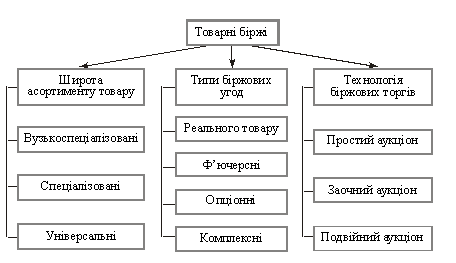 Товарні біржі
Широта
асортименту товару
Вузькоспеціалізовані
Спеціалізовані
Універсальні
Типи біржових
угод
Реального товару
Ф’ючерсні
Опціонні
Комплексні
Технологія
біржових торгів
Простий аукціон
Заочний аукціон
Подвійний аукціон